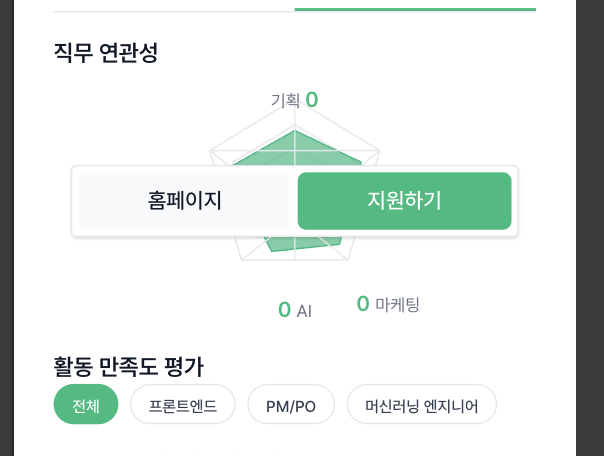 직무 연관성
기획 0
홈페이지 지원하기
0 AI 0 마케팅
활동 만족도 평가
전체 프론트엔드 PM/PO 머신러닝 엔지니어